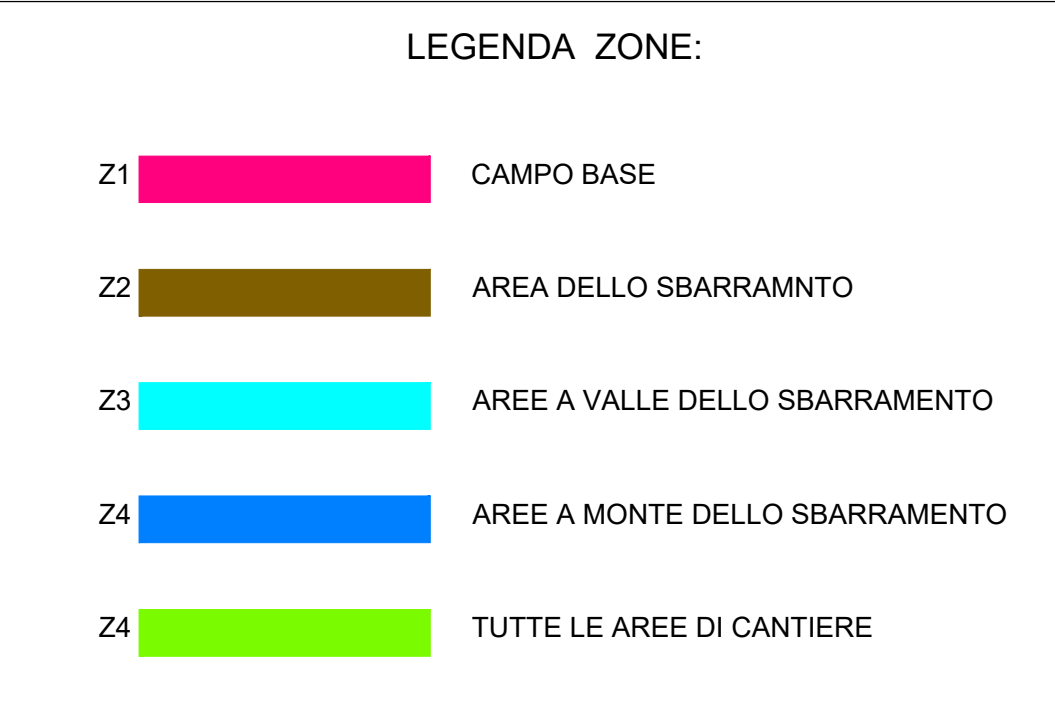 LEGENDA ZONE:
Z1 CAMPO BASE
Z2 AREA DELLO SBARRAMNTO
Z3 AREE A VALLE DELLO SBARRAMENTO
Z4 AREE A MONTE DELLO SBARRAMENTO
Z4 TUTTE LE AREE DI CANTIERE